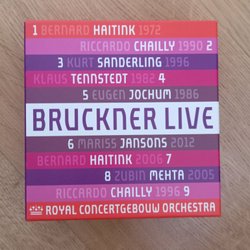 1 BERNARD HAITINK 1972
RICCARDO CHAILLY 1990 2
3 KURT SANDERLING 1996
KLAUS TENNSTEDT 1982 4
5 EUGEN JOCHUM 1986
BRUCKNER LIVE
6 MARISS JANSONS 2012
BERNARD HAITINK 2006 7
8 ZUBIN MEHTA 2005
RICCARDO CHAILLY 1996 9
ROYAL CONCERTGEBOUW ORCHESTRA